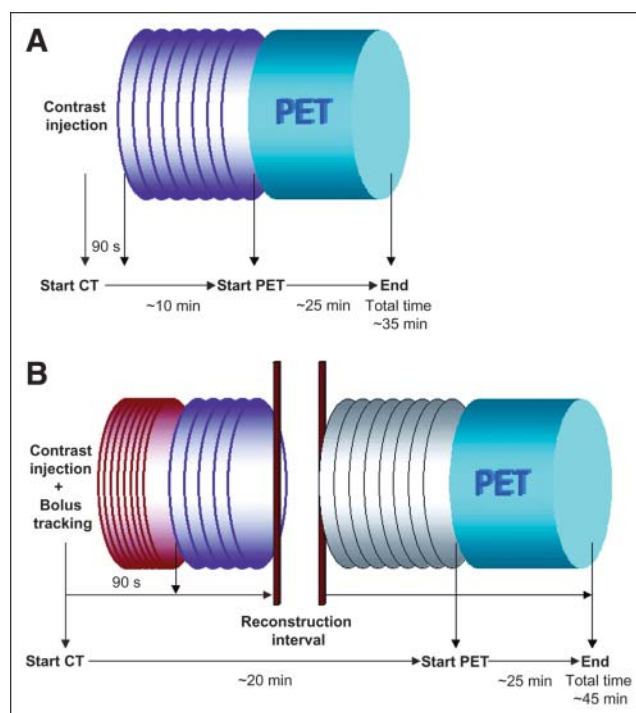 A
Contrast
injection
PET
90 s
Start CT
Start PET
End
~10 min
~25 min
Total time
~35 min
B
Contrast
injection
+
Bolus
tracking
PET
90 s
Reconstruction
interval
Start CT
Start PET
End
~20 min
~25 min
Total time
~45 min